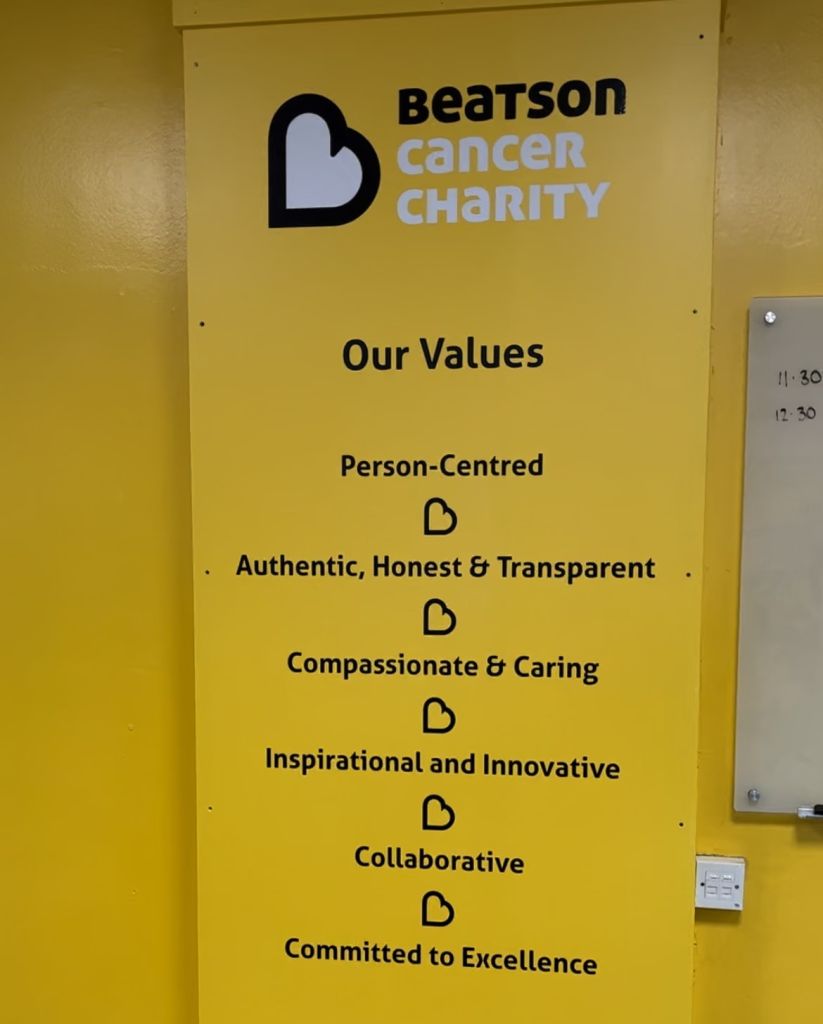 Beatson
Cancer
Charity
Our Values
Person-Centred
Authentic, Honest & Transparent
Compassionate & Caring
Inspirational and Innovative
Collaborative
Committed to Excellence
11.30
12.30